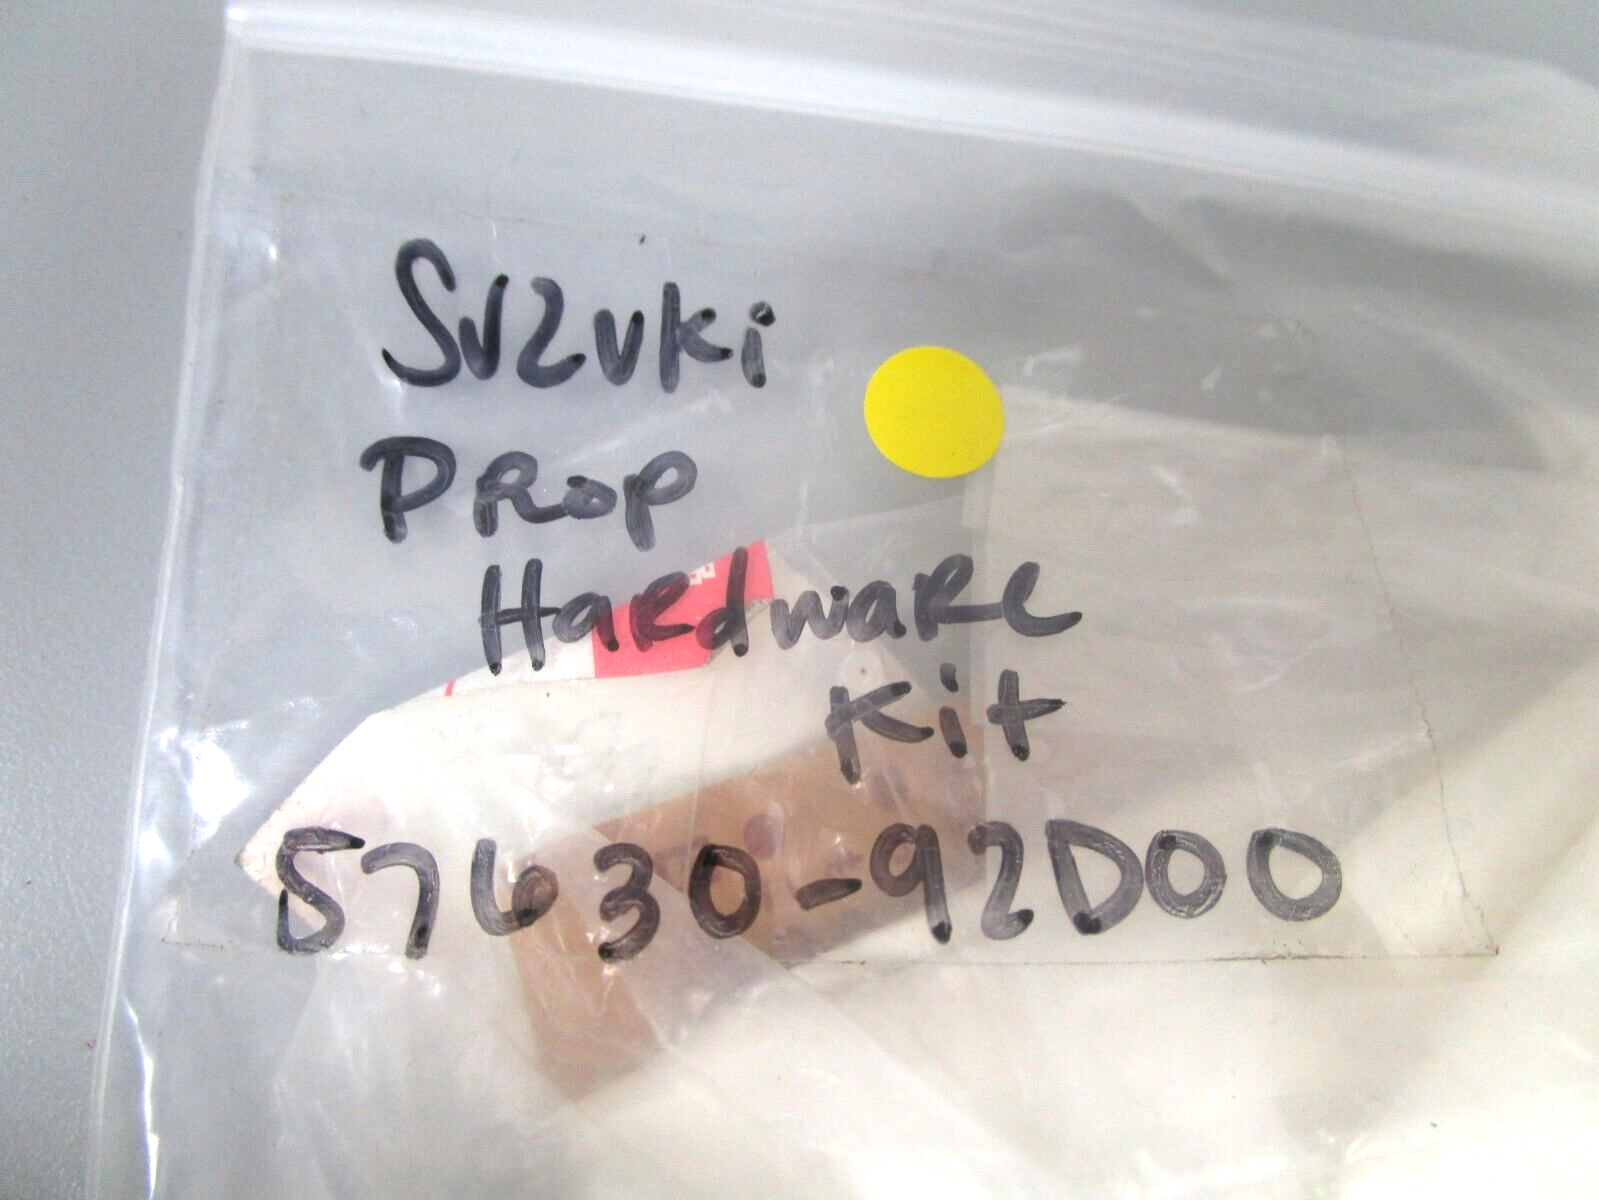 Suzuki
PRop
HaRdwaRe
Kit
57630-92D00